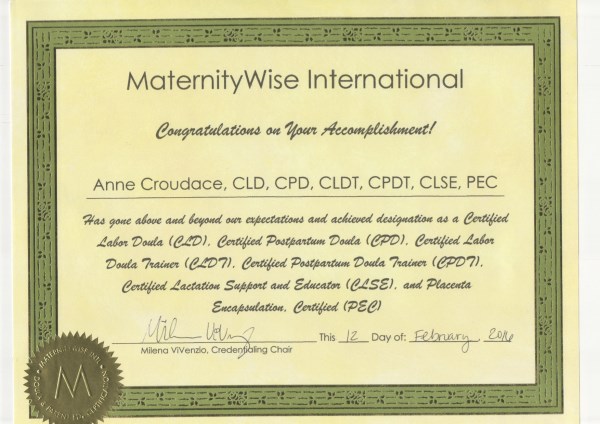 MaternityWise International
Congratulations on Your Accomplishment!
Anne Croudace, CLD, CPD, CLDT, CPDT, CLSE, PEC
Has gone above and beyond our expectations and achieved designation as a Certified
Labor Doula (CLD), Certified Postpartum Doula (CPD), Certified Labor
Doula Trainer (CLDT), Certified Postpartum Doula Trainer (CPDT),
Certified Lactation Support and Educator (CLSE), and Placenta
Encapsulation, Certified (PEC)
This 12 Day of: February, 2016
Milena ViVenzio, Credentialing Chair
M